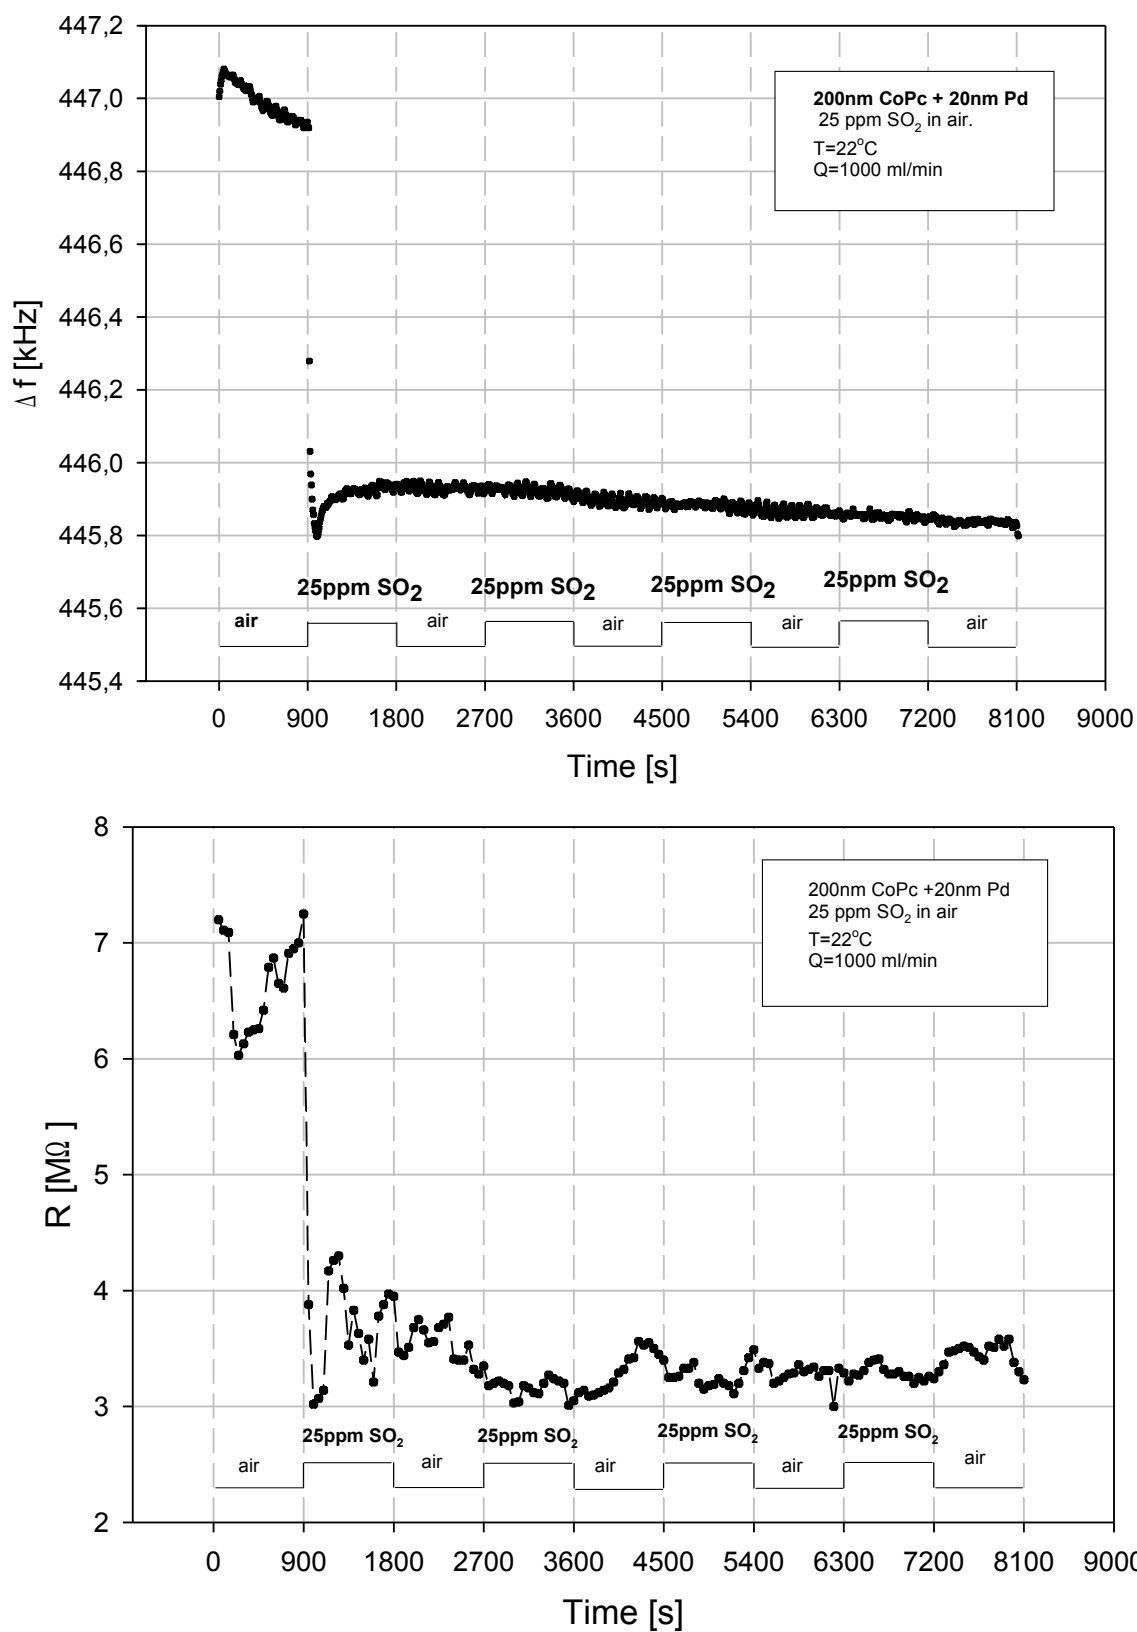 447,2
447,0
446,8
446,6
446,4
446,2
446,0
445,8
445,6
445,4
Δ f [kHz]
200nm CoPc + 20nm Pd
25 ppm SO2 in air.
T=22°C
Q=1000 ml/min
25ppm SO2 25ppm SO2 25ppm SO2 25ppm SO2
air air air air air
0 900 1800 2700 3600 4500 5400 6300 7200 8100 9000
Time [s]
8
7
6
5
4
3
2
R [MΩ]
200nm CoPc +20nm Pd
25 ppm SO2 in air
T=22°C
Q=1000 ml/min
25ppm SO2 25ppm SO2 25ppm SO2 25ppm SO2
air air air air air
0 900 1800 2700 3600 4500 5400 6300 7200 8100 9000
Time [s]